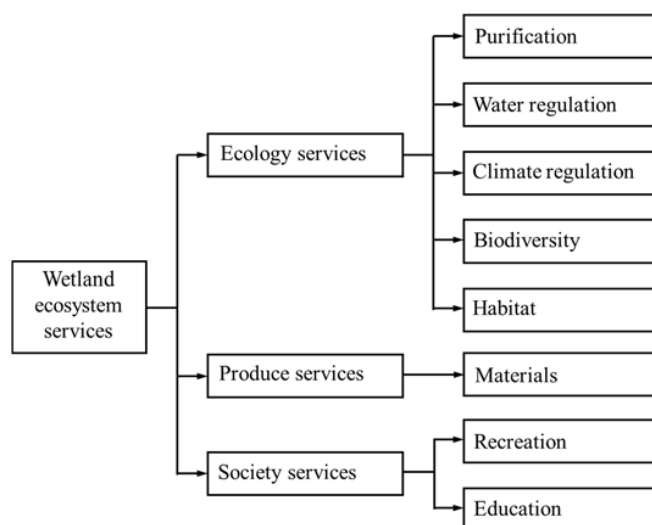 Purification
Water regulation
Ecology services
Climate regulation
Biodiversity
Wetland
ecosystem
services
Habitat
Produce services
Materials
Recreation
Society services
Education